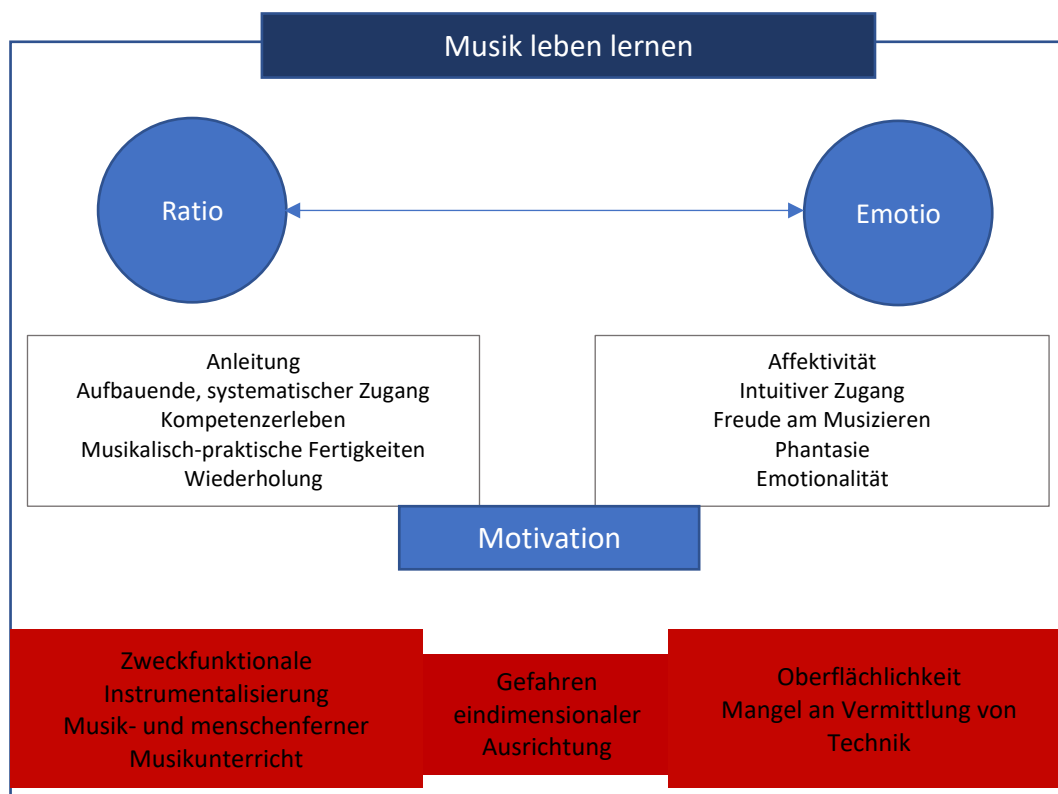 Musik leben lernen
Ratio
Emotio
Anleitung
Aufbauende, systematischer Zugang
Kompetenzerleben
Musikalisch-praktische Fertigkeiten
Wiederholung
Affektivität
Intuitiver Zugang
Freude am Musizieren
Phantasie
Emotionalität
Motivation
Zweckfunktionale
Instrumentalisierung
Musik- und menschenferner
Musikunterricht
Gefahren
eindimensionaler
Ausrichtung
Oberflächlichkeit
Mangel an Vermittlung von
Technik